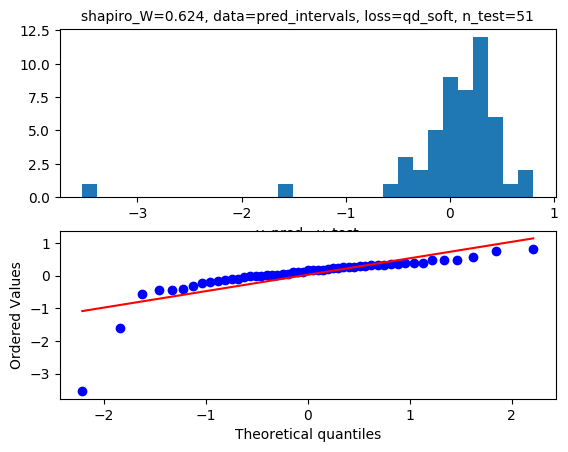 shapiro_W=0.624, data=pred_intervals, loss=qd_soft, n_test=51
12.5
10.0
7.5
5.0
2.5
0.0
−3 −2 −1 0 1
1
0
−1
−2
−3
Ordered Values
−2 −1 0 1 2
Theoretical quantiles